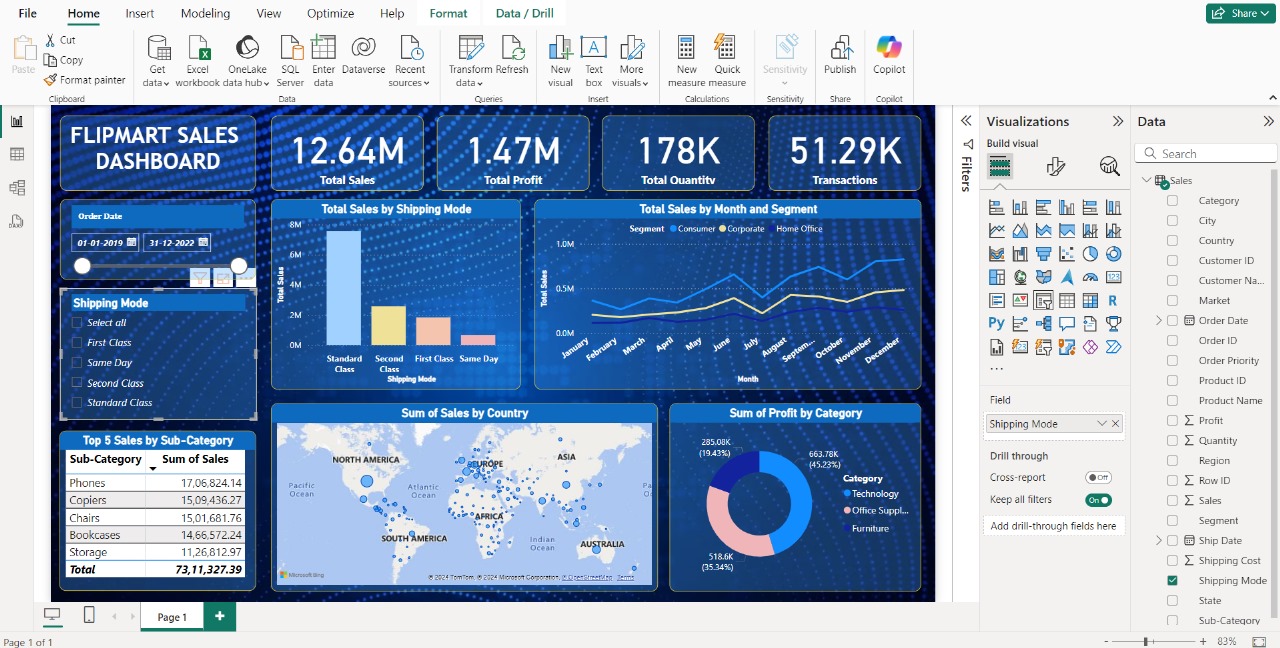 File Home Insert Modeling View Optimize Help Format Data / Drill Share
Paste
Cut
Copy
Format painter
Clipboard
Get data
Excel workbook
OneLake data hub
SQL Server
Enter data
Dataverse
Recent sources
Data
Transform data
Refresh
Queries
New visual
Text box
More visuals
Insert
New measure
Quick measure
Calculations
Sensitivity
Sensitivity
Publish
Share
Copilot
Copilot
FLIPMART SALES
DASHBOARD
12.64M
Total Sales
1.47M
Total Profit
178K
Total Quantity
51.29K
Transactions
Order Date
01-01-2019 31-12-2022
Shipping Mode
Select all
First Class
Same Day
Second Class
Standard Class
Total Sales by Shipping Mode
Total Sales
8M
6M
4M
2M
0M
Standard Class
Second Class
First Class
Same Day
Shipping Mode
Total Sales by Month and Segment
Segment Consumer Corporate Home Office
Total Sales
1.0M
0.5M
0.0M
January February March April May June July August Septem... October November December
Month
Top 5 Sales by Sub-Category
Sub-Category Sum of Sales
Phones 17,06,824.14
Copiers 15,09,436.27
Chairs 15,01,681.76
Bookcases 14,66,572.24
Storage 11,26,812.97
Total 73,11,327.39
Sum of Sales by Country
NORTH AMERICA
EUROPE
ASIA
Pacific
Ocean
Atlantic
Ocean
Pa
Oc
AFRICA
SOUTH AMERICA
Indian
Ocean
AUSTRALIA
Microsoft Bing
© 2024 TomTom, © 2024 Microsoft Corporation, © OpenStreetMap Terms
Sum of Profit by Category
285.08K
(19.43%)
663.78K
(45.23%)
518.6K
(35.34%)
Category
Technology
Office Suppl...
Furniture
Filters
Visualizations
Build visual
123
R
Py
...
Field
Shipping Mode
Drill through
Cross-report Off
Keep all filters On
Add drill-through fields here
Data
Search
Sales
Category
City
Country
Customer ID
Customer Na...
Market
Order Date
Order ID
Order Priority
Product ID
Product Name
Profit
Quantity
Region
Row ID
Sales
Segment
Ship Date
Shipping Cost
Shipping Mode
State
Sub-Category
Page 1
Page 1 of 1
- + 83%